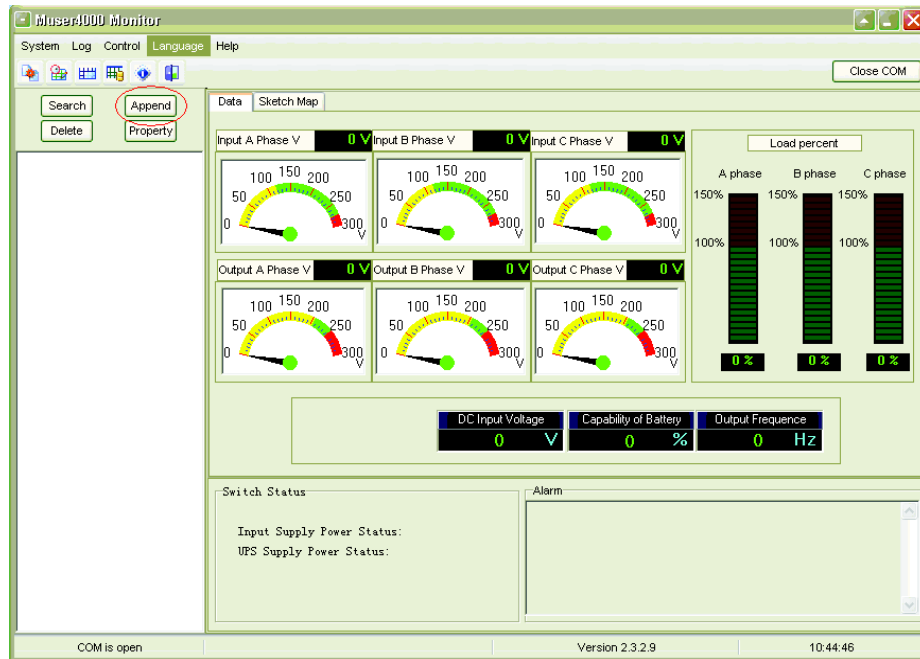 Muser4000 Monitor
System Log Control Language Help
Close COM
Search Append
Delete Property
Data Sketch Map
Input A Phase V 0 V Input B Phase V 0 V Input C Phase V 0 V
0 50 100 150 200 250 300 V
0 50 100 150 200 250 300 V
0 50 100 150 200 250 300 V
Output A Phase V 0 V Output B Phase V 0 V Output C Phase V 0 V
0 50 100 150 200 250 300 V
0 50 100 150 200 250 300 V
0 50 100 150 200 250 300 V
Load percent
A phase B phase C phase
150% 150% 150%
100% 100% 100%
0 % 0 % 0 %
DC Input Voltage Capability of Battery Output Frequence
0 V 0 % 0 Hz
Switch Status
Input Supply Power Status:
UPS Supply Power Status:
Alarm
COM is open Version 2.3.2.9 10:44:46